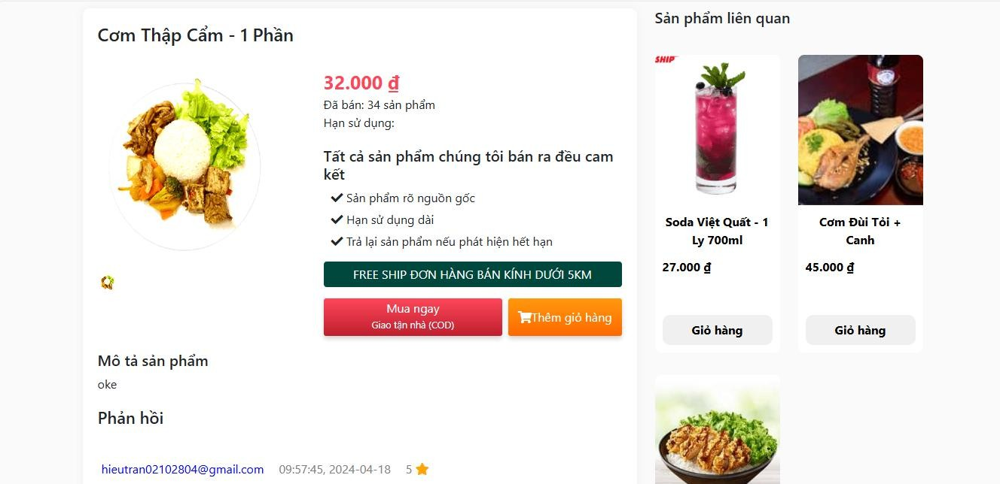 Cơm Thập Cẩm - 1 Phần
32.000 ₫
Đã bán: 34 sản phẩm
Hạn sử dụng:
Tất cả sản phẩm chúng tôi bán ra đều cam
kết
Sản phẩm rõ nguồn gốc
Hạn sử dụng dài
Trả lại sản phẩm nếu phát hiện hết hạn
FREE SHIP ĐƠN HÀNG BÁN KÍNH DƯỚI 5KM
Mua ngay
Giao tận nhà (COD)
Thêm giỏ hàng
Mô tả sản phẩm
oke
Phản hồi
hieutran02102804@gmail.com 09:57:45, 2024-04-18 5
Sản phẩm liên quan
SHIP
Soda Việt Quất - 1
Ly 700ml
27.000 ₫
Giỏ hàng
Cơm Đùi Tỏi +
Canh
45.000 ₫
Giỏ hàng